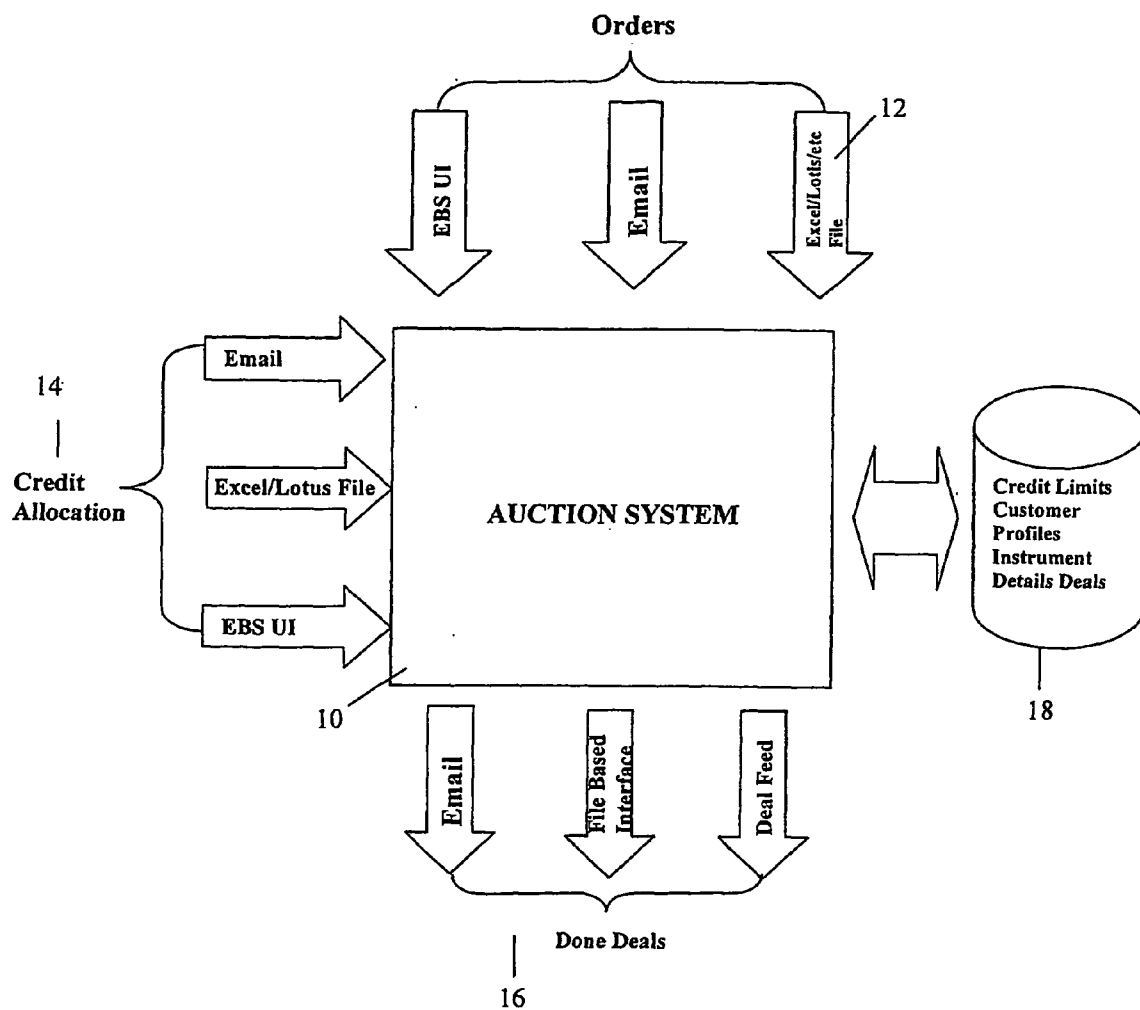 Orders
12
EBS UI
Email
Excel/Lotis/etc
File
Email
14
Credit
Allocation
Excel/Lotus File
AUCTION SYSTEM
Credit Limits
Customer
Profiles
Instrument
Details Deals
EBS UI
10
18
Email
File Based
Interface
Deal Feed
Done Deals
16